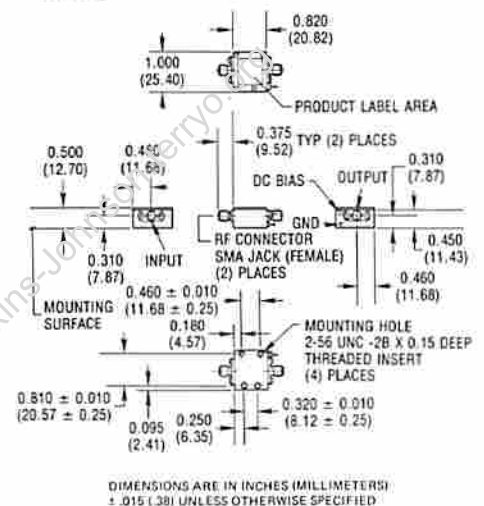 0.820
(20.82)
1.000
(25.40)
PRODUCT LABEL AREA
0.375 TYP (2) PLACES
(9.52)
0.500
(12.70)
0.460
(11.68)
DC BIAS
OUTPUT
0.310
(7.87)
GND
0.310
(7.87)
INPUT
RF CONNECTOR
SMA JACK (FEMALE)
(2) PLACES
0.450
(11.43)
0.460
(11.68)
MOUNTING
SURFACE
0.460 ± 0.010
(11.68 ± 0.25)
0.180
(4.57)
MOUNTING HOLE
2-56 UNC -2B X 0.15 DEEP
THREADED INSERT
(4) PLACES
0.810 ± 0.010
(20.57 ± 0.25)
0.095
(2.41)
0.250
(6.35)
0.320 ± 0.010
(8.12 ± 0.25)
DIMENSIONS ARE IN INCHES (MILLIMETERS)
± .015 (.38) UNLESS OTHERWISE SPECIFIED